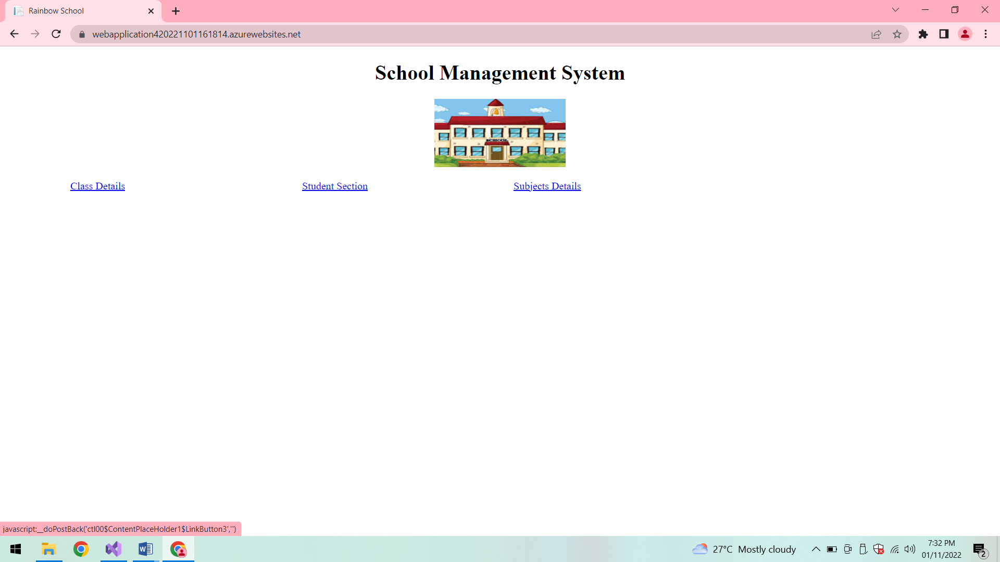 Rainbow School
webapplication420221101161814.azurewebsites.net
School Management System
SCHOOL
Class Details Student Section Subjects Details
javascript:__doPostBack('ctl00$ContentPlaceHolder1$LinkButton3','')
27°C Mostly cloudy
7:32 PM
01/11/2022
2